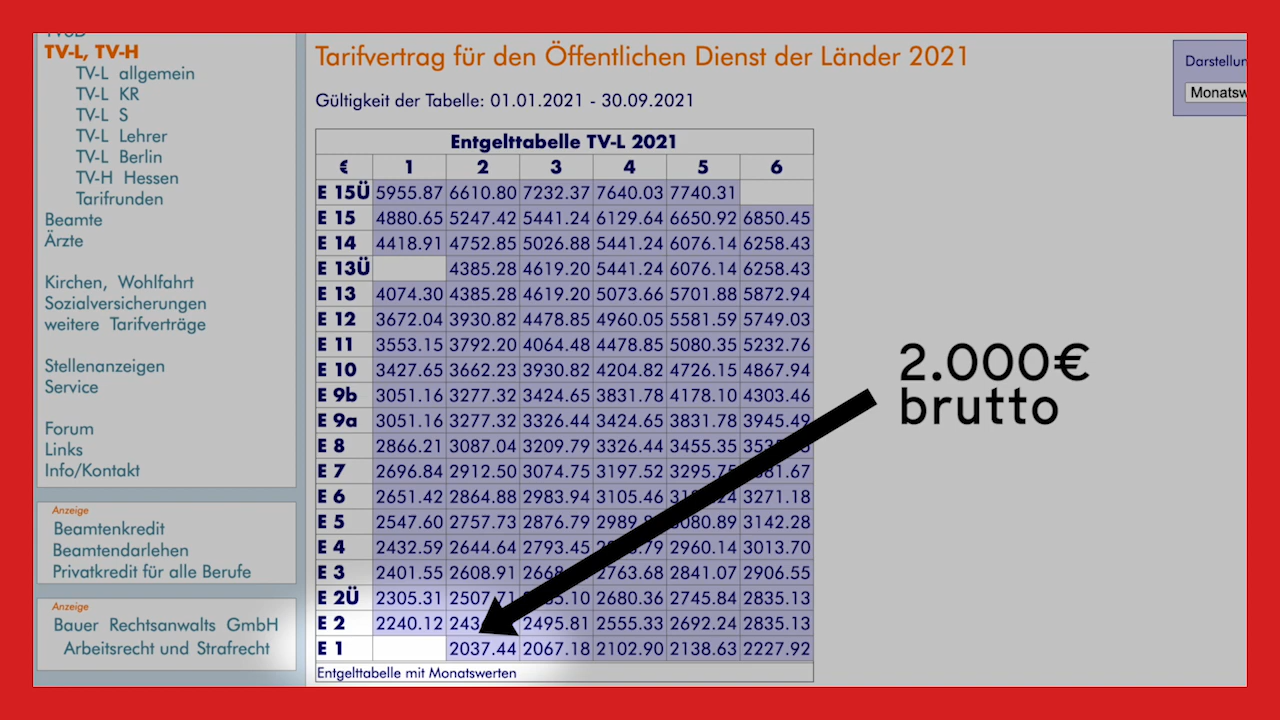 TV-L, TV-H
TV-L allgemein
TV-L KR
TV-L S
TV-L Lehrer
TV-L Berlin
TV-H Hessen
Tarifrunden
Beamte
Ärzte
Kirchen, Wohlfahrt
Sozialversicherungen
weitere Tarifverträge
Stellenanzeigen
Service
Forum
Links
Info/Kontakt
Anzeige
Beamtenkredit
Beamtendarlehen
Privatkredit für alle Berufe
Anzeige
Bauer Rechtsanwalts GmbH
Arbeitsrecht und Strafrecht
Tarifvertrag für den Öffentlichen Dienst der Länder 2021
Gültigkeit der Tabelle: 01.01.2021 - 30.09.2021
Entgelttabelle TV-L 2021
€ 1 2 3 4 5 6
E 15Ü 5955.87 6610.80 7232.37 7640.03 7740.31
E 15 4880.65 5247.42 5441.24 6129.64 6650.92 6850.45
E 14 4418.91 4752.85 5026.88 5441.24 6076.14 6258.43
E 13Ü 4385.28 4619.20 5441.24 6076.14 6258.43
E 13 4074.30 4385.28 4619.20 5073.66 5701.88 5872.94
E 12 3672.04 3930.82 4478.85 4960.05 5581.59 5749.03
E 11 3553.15 3792.20 4064.48 4478.85 5080.35 5232.76
E 10 3427.65 3662.23 3930.82 4204.82 4726.15 4867.94
E 9b 3051.16 3277.32 3424.65 3831.78 4178.10 4303.46
E 9a 3051.16 3277.32 3326.44 3424.65 3831.78 3945.49
E 8 2866.21 3087.04 3209.79 3326.44 3455.35
E 7 2696.84 2912.50 3074.75 3197.52
E 6 2651.42 2864.88 2983.94 3105.46 3271.18
E 5 2547.60 2757.73 2876.79 3142.28
E 4 2432.59 2644.64 2793.45 2960.14 3013.70
E 3 2401.55 2608.91 2763.68 2841.07 2906.55
E 2Ü 2305.31 2680.36 2745.84 2835.13
E 2 2240.12 2495.81 2555.33 2692.24 2835.13
E 1 2037.44 2067.18 2102.90 2138.63 2227.92
Entgelttabelle mit Monatswerten
Darstellun
Monatsw
2.000€
brutto